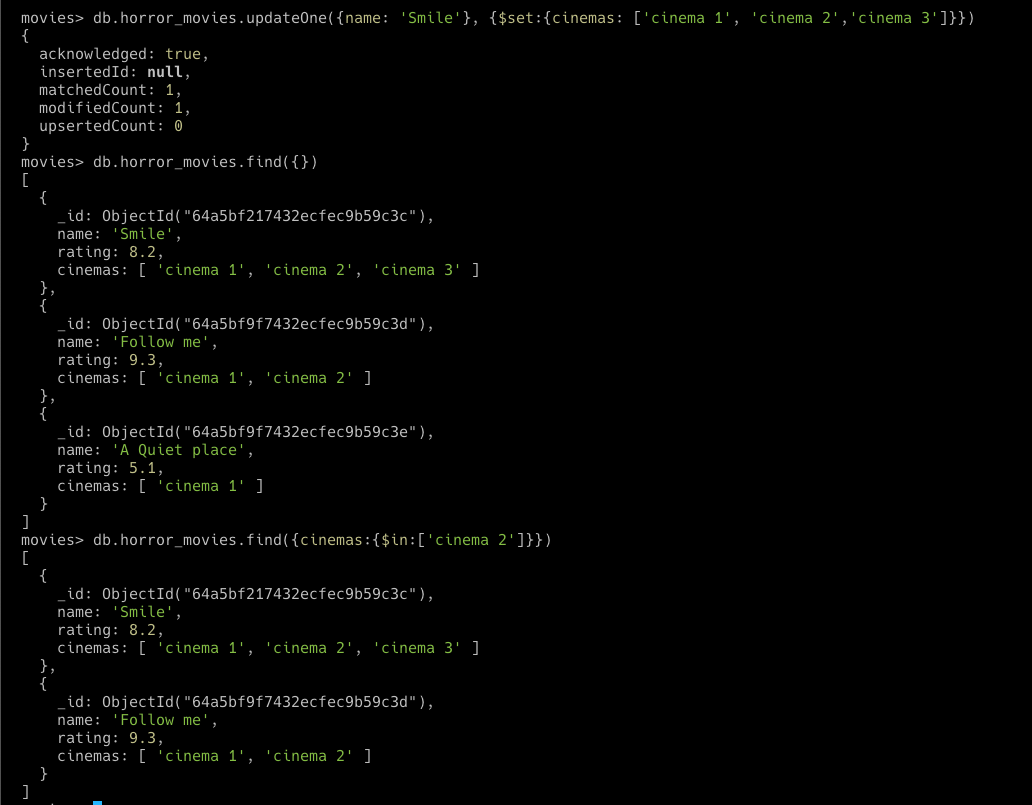 movies> db.horror_movies.updateOne({name: 'Smile'}, {$set:{cinemas: ['cinema 1', 'cinema 2','cinema 3']}})
{
  acknowledged: true,
  insertedId: null,
  matchedCount: 1,
  modifiedCount: 1,
  upsertedCount: 0
}
movies> db.horror_movies.find({})
[
  {
    _id: ObjectId("64a5bf217432ecfec9b59c3c"),
    name: 'Smile',
    rating: 8.2,
    cinemas: [ 'cinema 1', 'cinema 2', 'cinema 3' ]
  },
  {
    _id: ObjectId("64a5bf9f7432ecfec9b59c3d"),
    name: 'Follow me',
    rating: 9.3,
    cinemas: [ 'cinema 1', 'cinema 2' ]
  },
  {
    _id: ObjectId("64a5bf9f7432ecfec9b59c3e"),
    name: 'A Quiet place',
    rating: 5.1,
    cinemas: [ 'cinema 1' ]
  }
]
movies> db.horror_movies.find({cinemas:{$in:['cinema 2']}})
[
  {
    _id: ObjectId("64a5bf217432ecfec9b59c3c"),
    name: 'Smile',
    rating: 8.2,
    cinemas: [ 'cinema 1', 'cinema 2', 'cinema 3' ]
  },
  {
    _id: ObjectId("64a5bf9f7432ecfec9b59c3d"),
    name: 'Follow me',
    rating: 9.3,
    cinemas: [ 'cinema 1', 'cinema 2' ]
  }
]